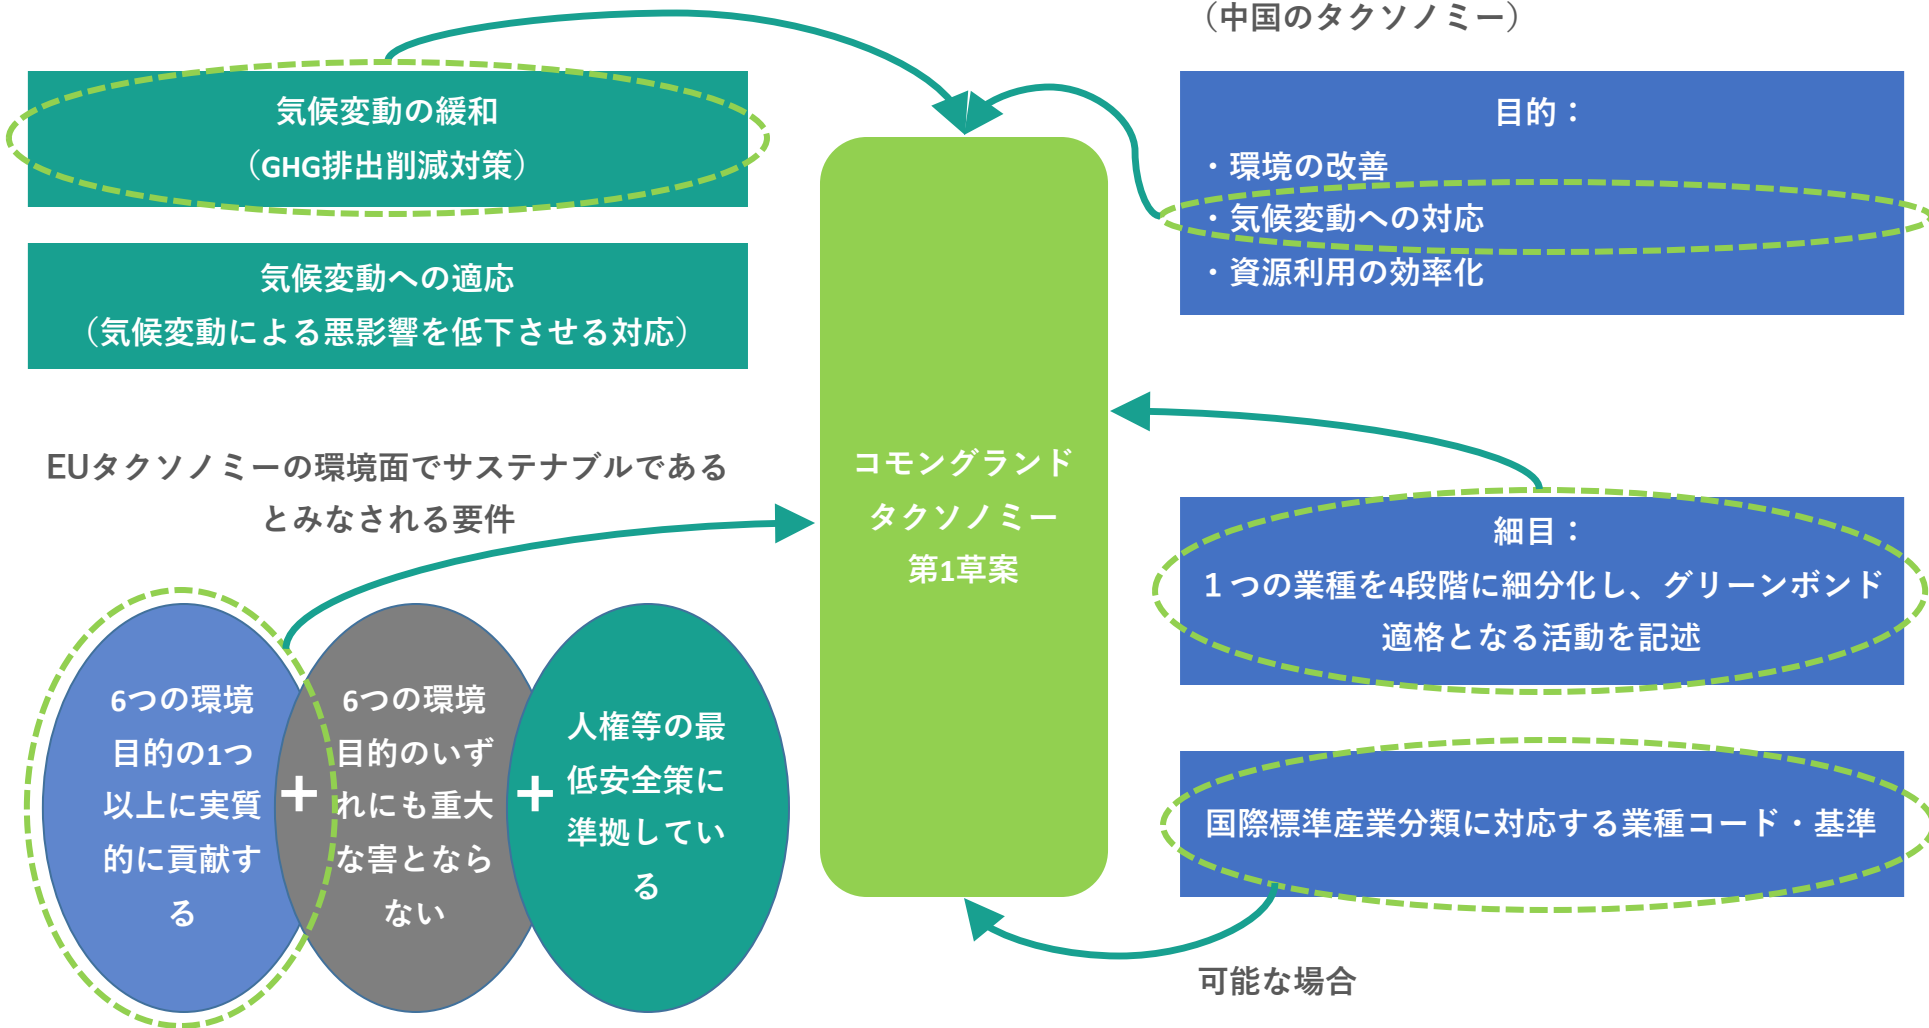 （中国のタクソノミー）
気候変動の緩和
（GHG排出削減対策）
気候変動への適応
（気候変動による悪影響を低下させる対応）
EUタクソノミーの環境面でサステナブルである
とみなされる要件
6つの環境
目的の1つ
以上に実質
的に貢献す
る
+
6つの環境
目的のいず
れにも重大
な害となら
ない
+
人権等の最
低安全策に
準拠してい
る
コモングランド
タクソノミー
第1草案
目的：
・環境の改善
・気候変動への対応
・資源利用の効率化
細目：
１つの業種を4段階に細分化し、グリーンボンド
適格となる活動を記述
国際標準産業分類に対応する業種コード・基準
可能な場合